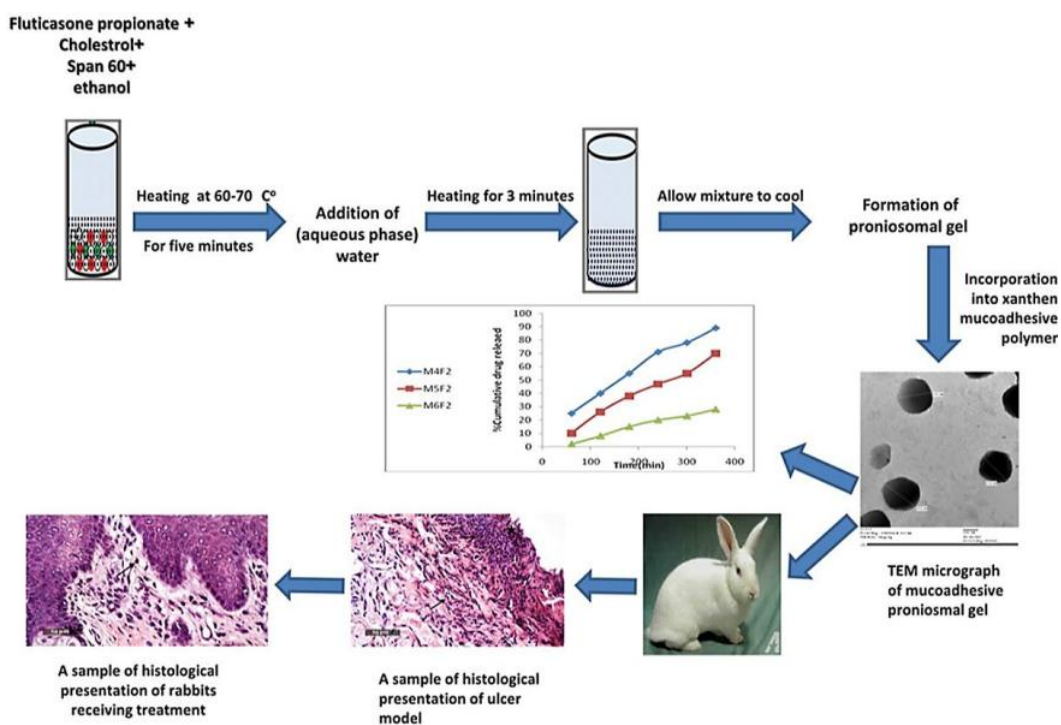 Fluticasone propionate +
Cholestrol+
Span 60+
ethanol
Heating at 60-70 C°
For five minutes
Addition of
(aqueous phase)
water
Heating for 3 minutes
Allow mixture to cool
Formation of
proniosomal gel
Incorporation
into xanthen
mucoadhesive
polymer
%Cumulative drug releaed
100
90
80
70
60
50
40
30
20
10
0
0
100
200
300
400
Time(min)
M4F2
M5F2
M6F2
TEM micrograph
of mucoadhesive
proniosmal gel
A sample of histological
presentation of ulcer
model
A sample of histological
presentation of rabbits
receiving treatment